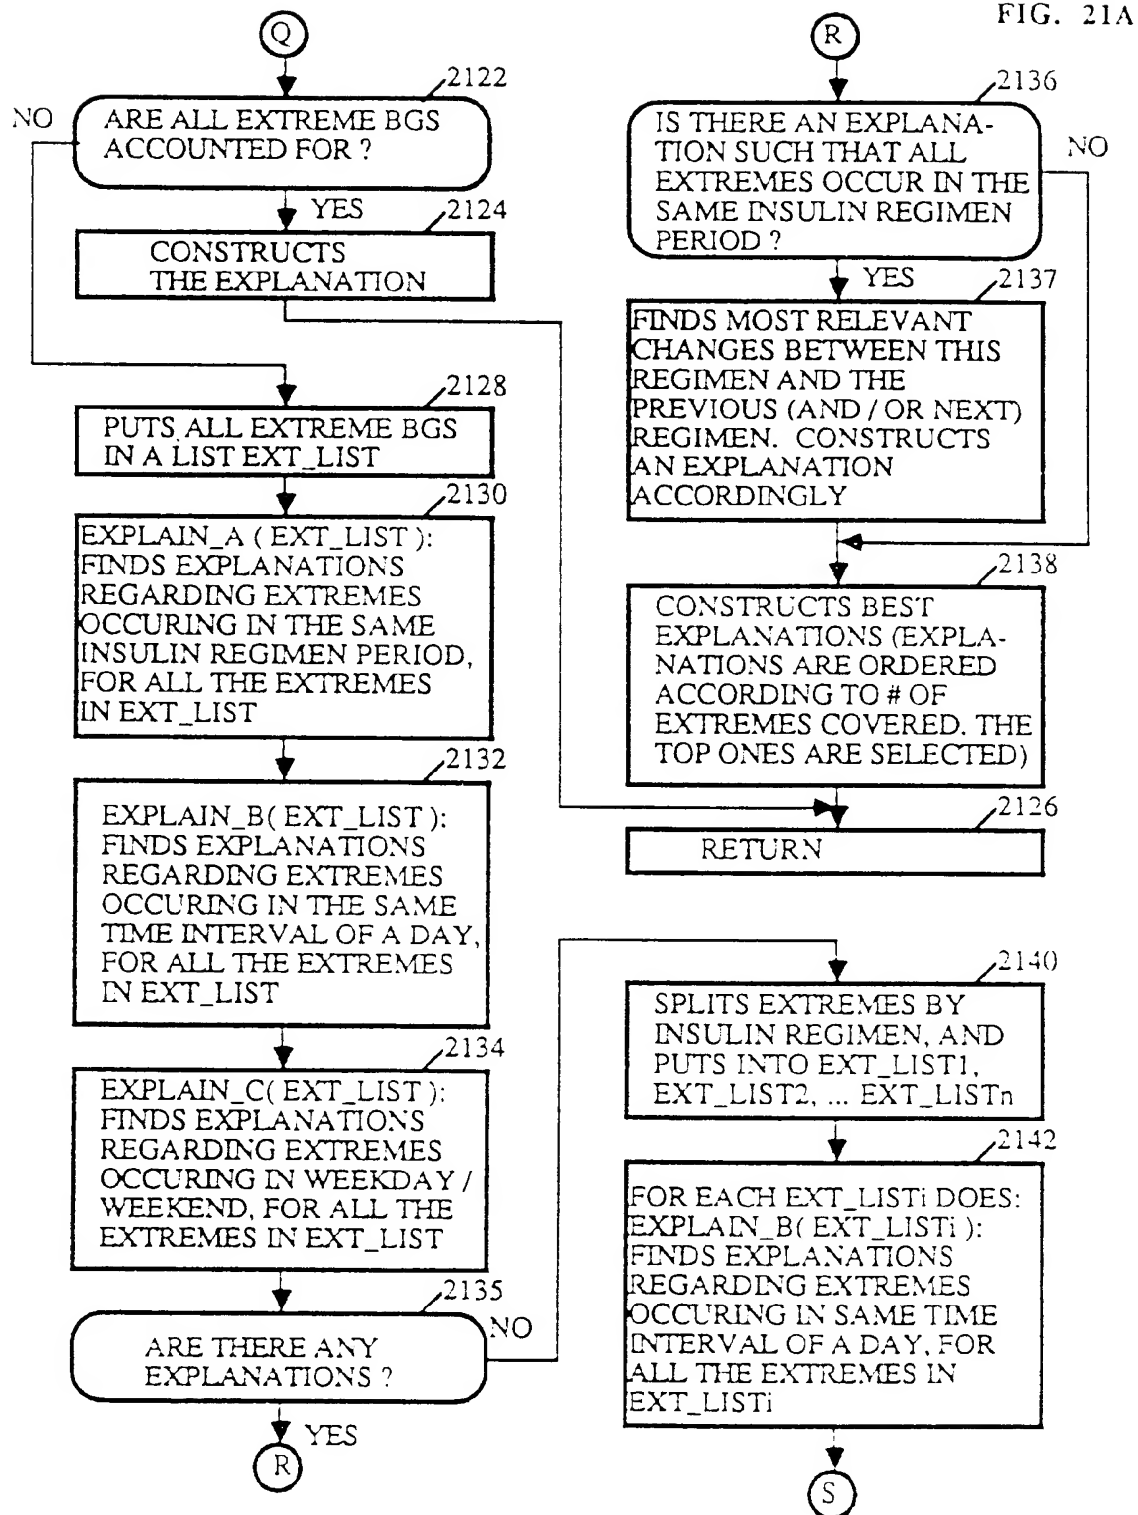 FIG. 21A
Q
2122
NO
ARE ALL EXTREME BGS
ACCOUNTED FOR ?
YES
2124
CONSTRUCTS
THE EXPLANATION
2128
PUTS ALL EXTREME BGS
IN A LIST EXT_LIST
2130
EXPLAIN_A ( EXT_LIST ):
FINDS EXPLANATIONS
REGARDING EXTREMES
OCCURING IN THE SAME
INSULIN REGIMEN PERIOD,
FOR ALL THE EXTREMES
IN EXT_LIST
2132
EXPLAIN_B( EXT_LIST ):
FINDS EXPLANATIONS
REGARDING EXTREMES
OCCURING IN THE SAME
TIME INTERVAL OF A DAY,
FOR ALL THE EXTREMES
IN EXT_LIST
2134
EXPLAIN_C( EXT_LIST ):
FINDS EXPLANATIONS
REGARDING EXTREMES
OCCURING IN WEEKDAY /
WEEKEND, FOR ALL THE
EXTREMES IN EXT_LIST
2135
NO
ARE THERE ANY
EXPLANATIONS ?
YES
R
R
2136
IS THERE AN EXPLANA-
TION SUCH THAT ALL
EXTREMES OCCUR IN THE
SAME INSULIN REGIMEN
PERIOD ?
NO
YES
2137
FINDS MOST RELEVANT
CHANGES BETWEEN THIS
REGIMEN AND THE
PREVIOUS (AND / OR NEXT)
REGIMEN. CONSTRUCTS
AN EXPLANATION
ACCORDINGLY
2138
CONSTRUCTS BEST
EXPLANATIONS (EXPLA-
NATIONS ARE ORDERED
ACCORDING TO # OF
EXTREMES COVERED. THE
TOP ONES ARE SELECTED)
2126
RETURN
2140
SPLITS EXTREMES BY
INSULIN REGIMEN, AND
PUTS INTO EXT_LIST1,
EXT_LIST2, ... EXT_LISTn
2142
FOR EACH EXT_LISTi DOES:
EXPLAIN_B( EXT_LISTi ):
FINDS EXPLANATIONS
REGARDING EXTREMES
OCCURING IN SAME TIME
INTERVAL OF A DAY, FOR
ALL THE EXTREMES IN
EXT_LISTi
S